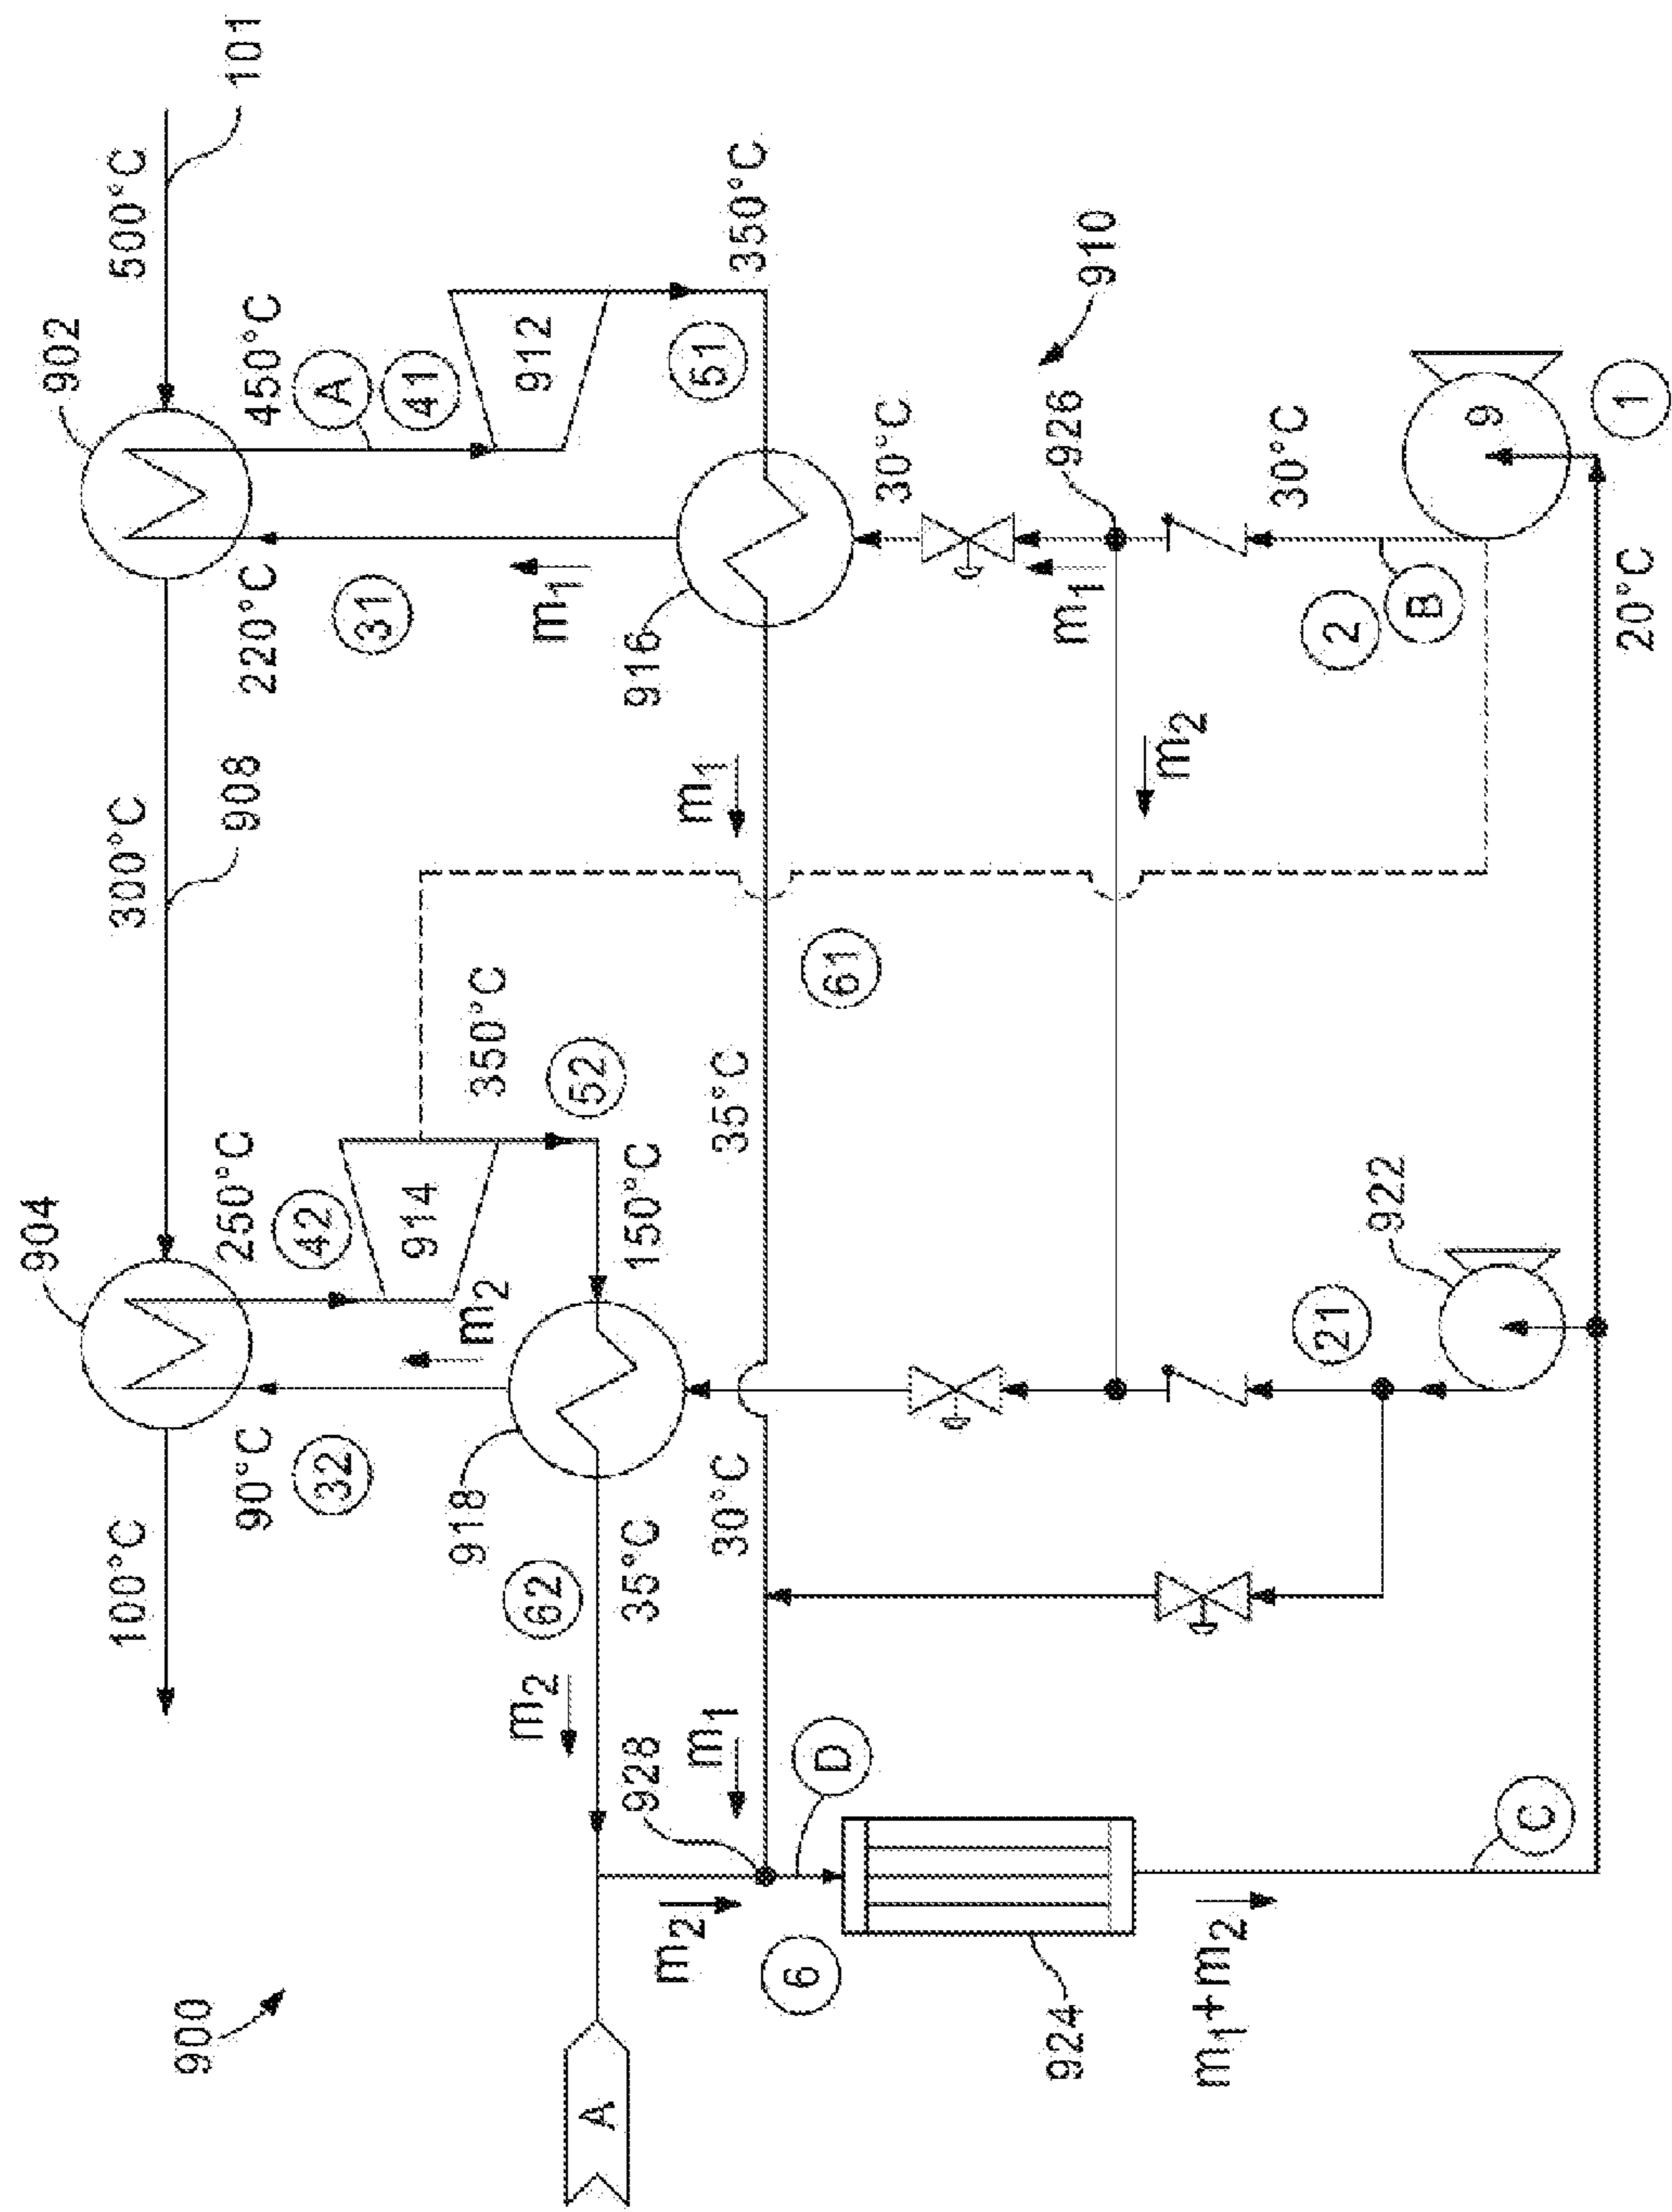 904
902
101
100°C
300°C
500°C
900
908
90°C
250°C
220°C
450°C
32
42
31
A
914
41
918
m₂
350°C
m₁
912
m₂
62
52
A
928
35°C
150°C
916
m₂
m₁
m₁
51
30°C
35°C
350°C
6
D
61
30°C
924
m₁
926
910
m₁+m₂
m₂
30°C
21
2
922
B
C
9
20°C
1